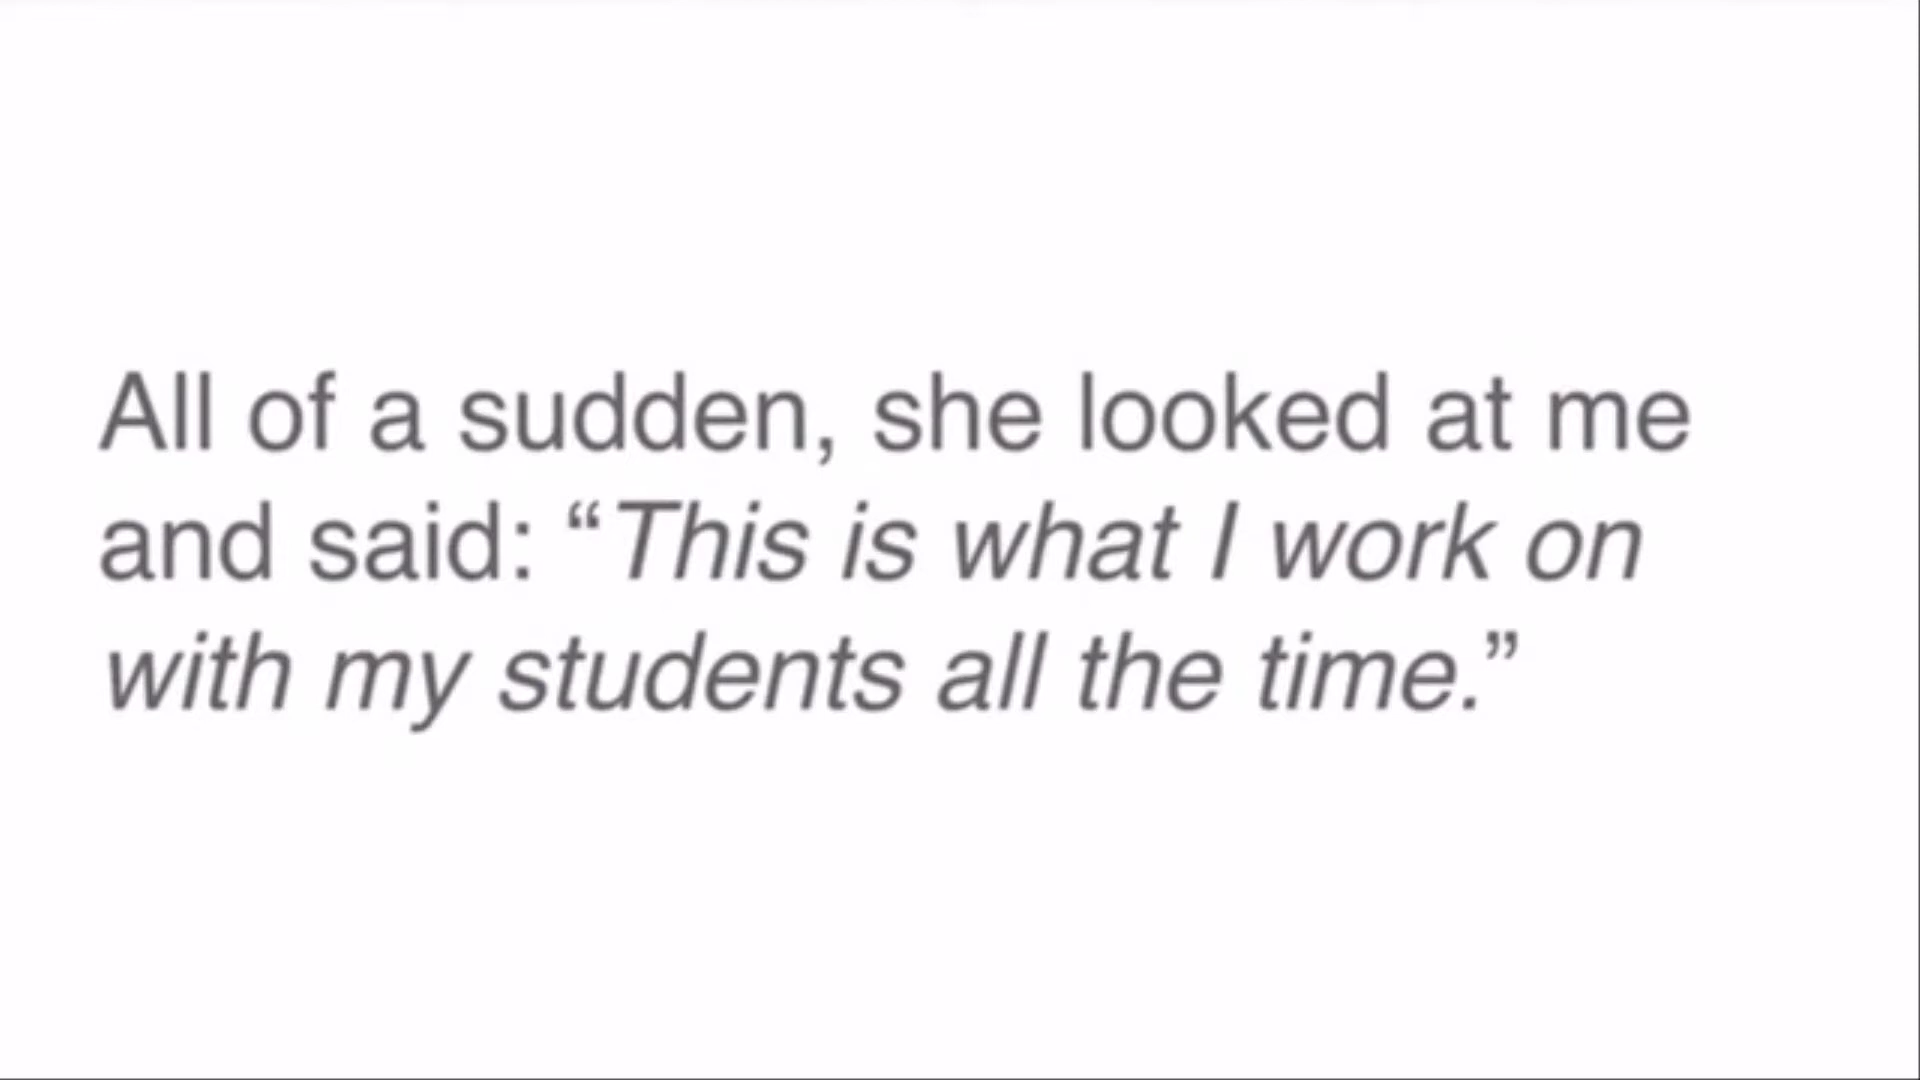 All of a sudden, she looked at me
and said: “This is what I work on
with my students all the time.”